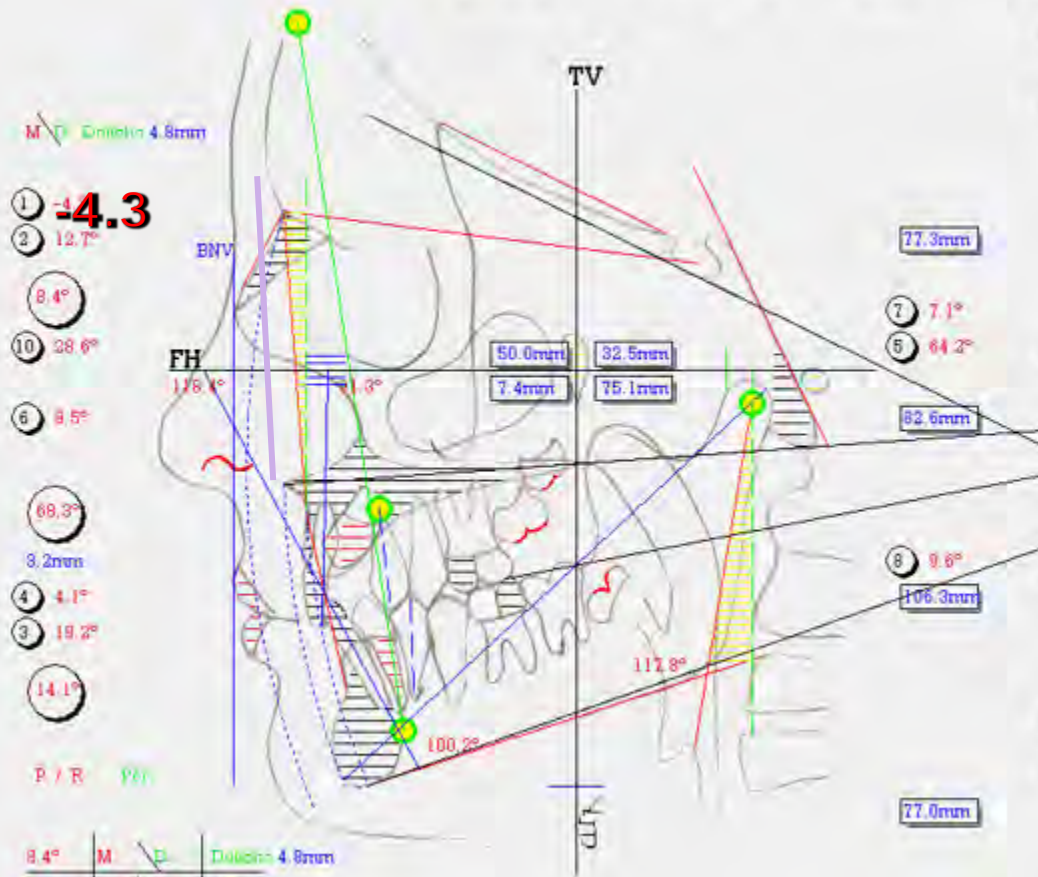 TV
M D Dolicho 4.8mm
1 -4.3
2 12.7°
BNV
77.3mm
8.4°
7 7.1°
10 28.6°
5 64.2°
FH
50.0mm 32.5mm
118.4° 1.3°
7.4mm 75.1mm
6 8.5°
82.6mm
68.3°
3.2mm
8 9.6°
4 4.1°
106.3mm
3 19.2°
117.8°
14.1°
100.2°
P / R
77.0mm
8.4° M D Dolicho 4.8mm